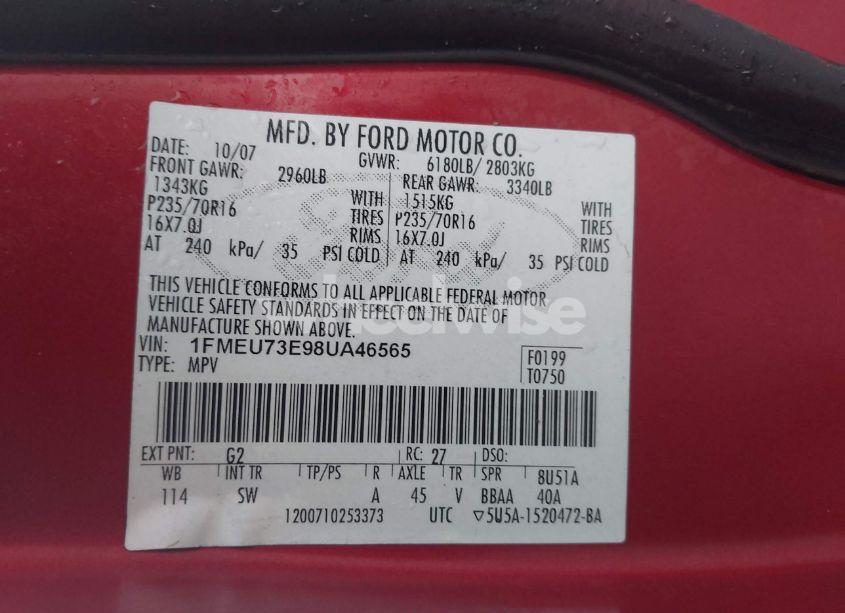 MFD. BY FORD MOTOR CO.
DATE: 10/07 GVWR: 6180LB/ 2803KG
FRONT GAWR: 2960LB REAR GAWR: 3340LB
1343KG WITH 1515KG WITH
P235/70R16 TIRES P235/70R16 TIRES
16X7.0J RIMS 16X7.0J RIMS
AT 240 kPa/ 35 PSI COLD AT 240 kPa/ 35 PSI COLD
THIS VEHICLE CONFORMS TO ALL APPLICABLE FEDERAL MOTOR
VEHICLE SAFETY STANDARDS IN EFFECT ON THE DATE OF
MANUFACTURE SHOWN ABOVE.
wheelwise
VIN: 1FMEU73E98UA46565 F0199
TYPE: MPV T0750
EXT PNT: G2 RC: 27 DSO:
WB INT TR TP/PS R AXLE TR SPR 8U51A
114 SW A 45 V BBAA 40A
1200710253373 UTC ▽5U5A-1520472-BA